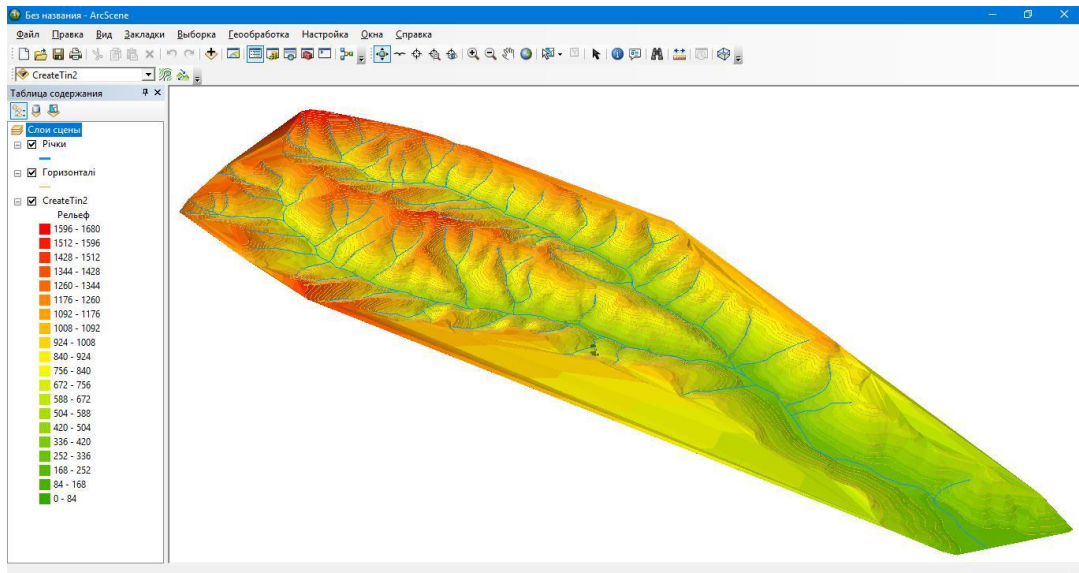 Без названия - ArcScene
Файл Правка Вид Закладки Выборка Геообработка Настройка Окна Справка
CreateTin2
Таблица содержания
Слои сцены
Річки
Горизонталі
CreateTin2
Рельеф
1596 - 1680
1512 - 1596
1428 - 1512
1344 - 1428
1260 - 1344
1176 - 1260
1092 - 1176
1008 - 1092
924 - 1008
840 - 924
756 - 840
672 - 756
588 - 672
504 - 588
420 - 504
336 - 420
252 - 336
168 - 252
84 - 168
0 - 84